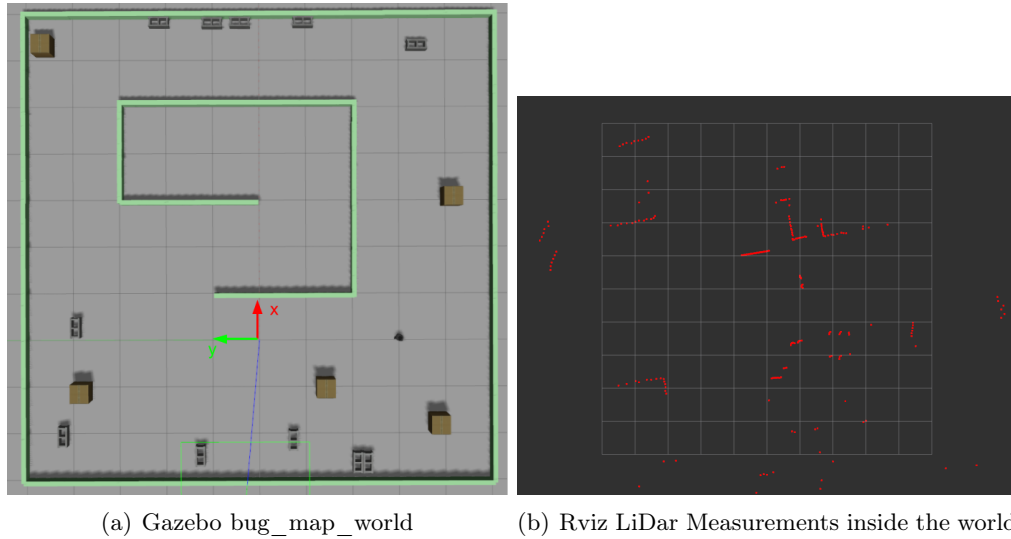 x
y
(a) Gazebo bug_map_world
(b) Rviz LiDar Measurements inside the world